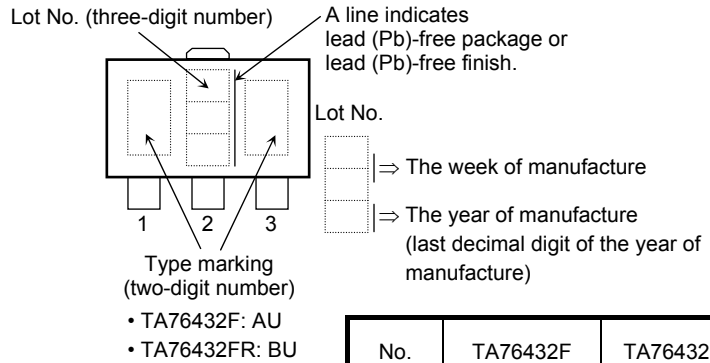 Lot No. (three-digit number)
A line indicates
lead (Pb)-free package or
lead (Pb)-free finish.
Lot No.
⇒ The week of manufacture
⇒ The year of manufacture
(last decimal digit of the year of
manufacture)
1 2 3
Type marking
(two-digit number)
• TA76432F: AU
• TA76432FR: BU
No. TA76432F TA76432